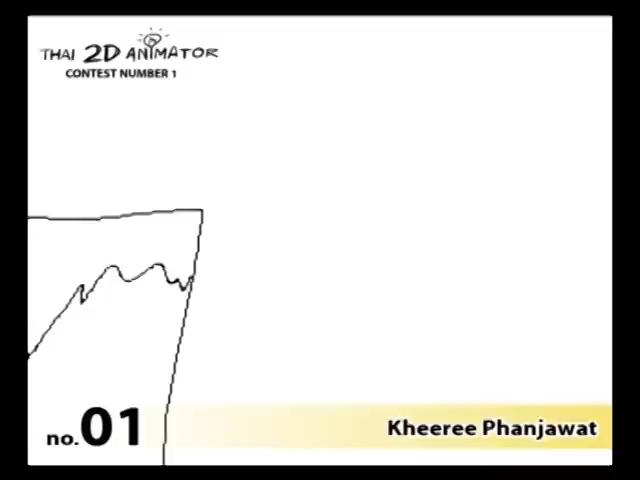 THAI 2D ANIMATOR
CONTEST NUMBER 1
no.01
Kheeree Phanjawat